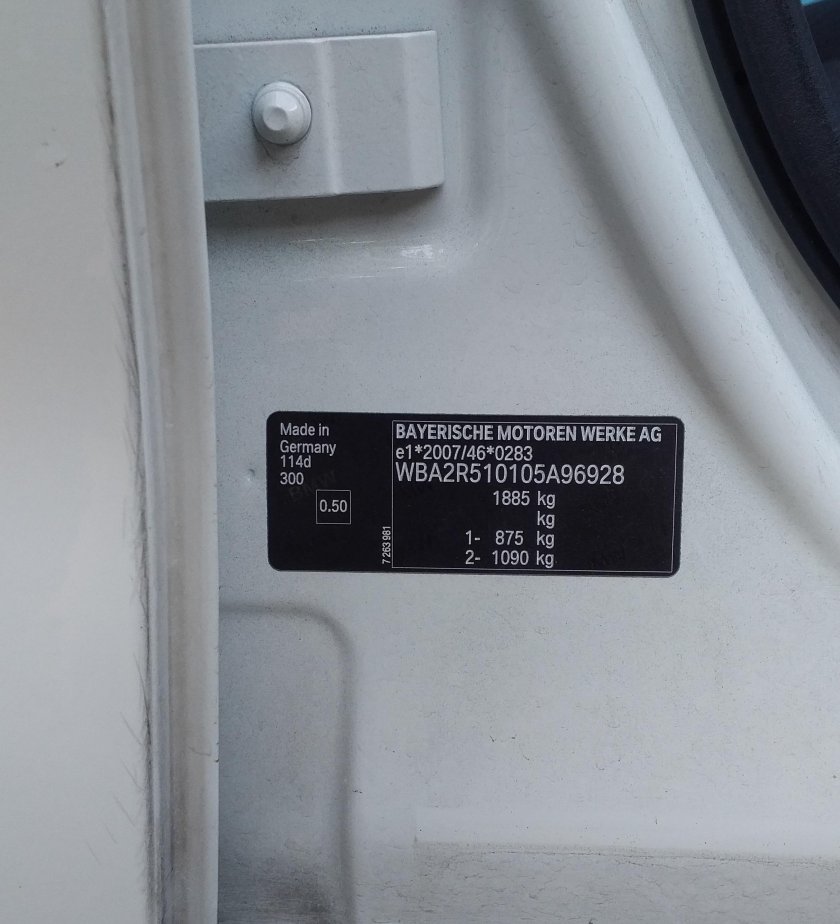 Made in
Germany
114d
300
0.50
7 263 981
BAYERISCHE MOTOREN WERKE AG
e1*2007/46*0283
WBA2R510105A96928
1885 kg
kg
1- 875 kg
2- 1090 kg